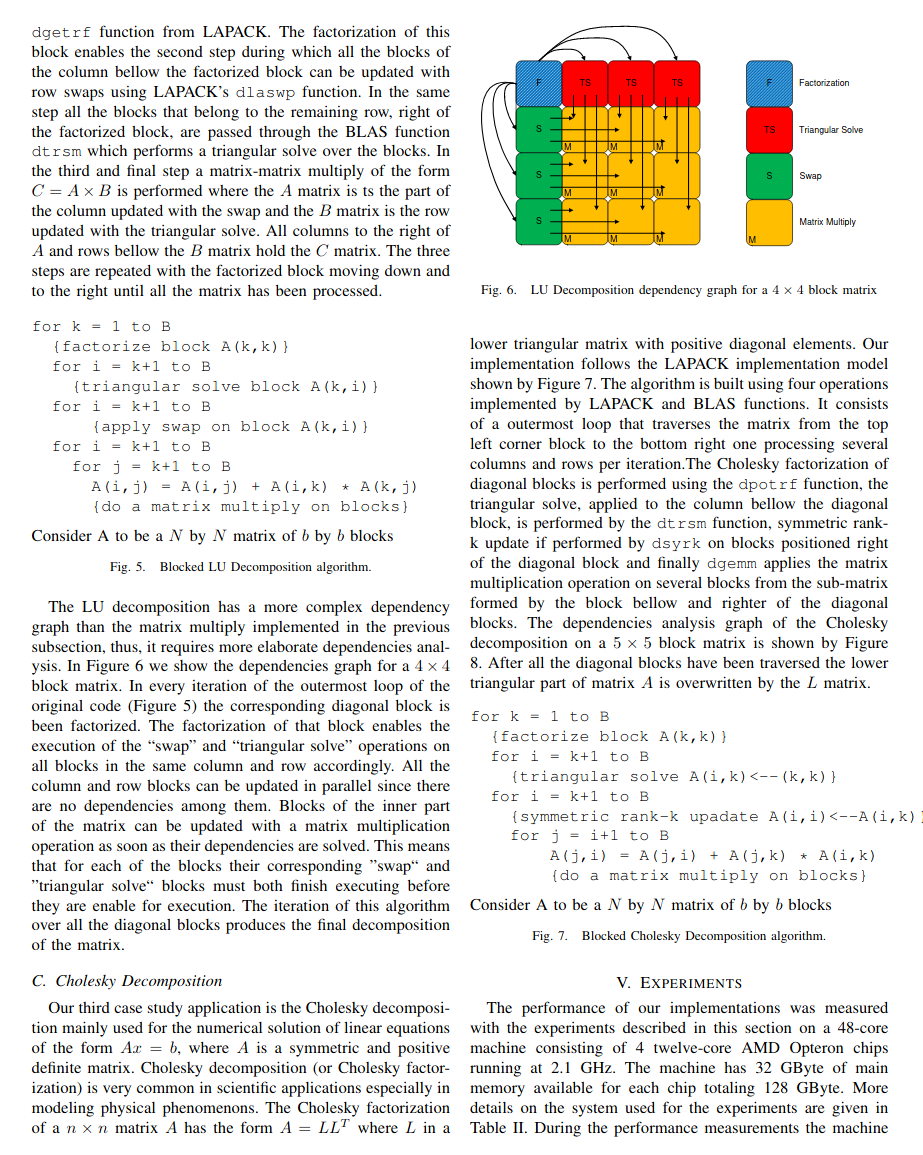 dgetrf function from LAPACK. The factorization of this
block enables the second step during which all the blocks of
the column bellow the factorized block can be updated with
row swaps using LAPACK's dlaswp function. In the same
step all the blocks that belong to the remaining row, right of
the factorized block, are passed through the BLAS function
dtrsm which performs a triangular solve over the blocks. In
the third and final step a matrix-matrix multiply of the form
C = A × B is performed where the A matrix is ts the part of
the column updated with the swap and the B matrix is the row
updated with the triangular solve. All columns to the right of
A and rows bellow the B matrix hold the C matrix. The three
steps are repeated with the factorized block moving down and
to the right until all the matrix has been processed.
for k = 1 to B
{factorize block A(k,k)}
for i = k+1 to B
{triangular solve block A(k,i)}
for i = k+1 to B
{apply swap on block A(k,i)}
for i = k+1 to B
for j = k+1 to B
A(i,j) = A(i,j) + A(i,k) * A(k,j)
{do a matrix multiply on blocks}
Consider A to be a N by N matrix of b by b blocks
Fig. 5. Blocked LU Decomposition algorithm.
The LU decomposition has a more complex dependency
graph than the matrix multiply implemented in the previous
subsection, thus, it requires more elaborate dependencies anal-
ysis. In Figure 6 we show the dependencies graph for a 4 × 4
block matrix. In every iteration of the outermost loop of the
original code (Figure 5) the corresponding diagonal block is
been factorized. The factorization of that block enables the
execution of the “swap” and “triangular solve” operations on
all blocks in the same column and row accordingly. All the
column and row blocks can be updated in parallel since there
are no dependencies among them. Blocks of the inner part
of the matrix can be updated with a matrix multiplication
operation as soon as their dependencies are solved. This means
that for each of the blocks their corresponding ”swap“ and
”triangular solve“ blocks must both finish executing before
they are enable for execution. The iteration of this algorithm
over all the diagonal blocks produces the final decomposition
of the matrix.
C. Cholesky Decomposition
Our third case study application is the Cholesky decomposi-
tion mainly used for the numerical solution of linear equations
of the form Ax = b, where A is a symmetric and positive
definite matrix. Cholesky decomposition (or Cholesky factor-
ization) is very common in scientific applications especially in
modeling physical phenomenons. The Cholesky factorization
of a n × n matrix A has the form A = LL^T where L in a
F TS TS TS
S M M M
S M M M
S M M M
F Factorization
TS Triangular Solve
S Swap
M Matrix Multiply
Fig. 6. LU Decomposition dependency graph for a 4 × 4 block matrix
lower triangular matrix with positive diagonal elements. Our
implementation follows the LAPACK implementation model
shown by Figure 7. The algorithm is built using four operations
implemented by LAPACK and BLAS functions. It consists
of a outermost loop that traverses the matrix from the top
left corner block to the bottom right one processing several
columns and rows per iteration.The Cholesky factorization of
diagonal blocks is performed using the dpotrf function, the
triangular solve, applied to the column bellow the diagonal
block, is performed by the dtrsm function, symmetric rank-
k update if performed by dsyrk on blocks positioned right
of the diagonal block and finally dgemm applies the matrix
multiplication operation on several blocks from the sub-matrix
formed by the block bellow and righter of the diagonal
blocks. The dependencies analysis graph of the Cholesky
decomposition on a 5 × 5 block matrix is shown by Figure
8. After all the diagonal blocks have been traversed the lower
triangular part of matrix A is overwritten by the L matrix.
for k = 1 to B
{factorize block A(k,k)}
for i = k+1 to B
{triangular solve A(i,k)<--(k,k)}
for i = k+1 to B
{symmetric rank-k upadate A(i,i)<--A(i,k)}
for j = i+1 to B
A(j,i) = A(j,i) + A(j,k) * A(i,k)
{do a matrix multiply on blocks}
Consider A to be a N by N matrix of b by b blocks
Fig. 7. Blocked Cholesky Decomposition algorithm.
V. EXPERIMENTS
The performance of our implementations was measured
with the experiments described in this section on a 48-core
machine consisting of 4 twelve-core AMD Opteron chips
running at 2.1 GHz. The machine has 32 GByte of main
memory available for each chip totaling 128 GByte. More
details on the system used for the experiments are given in
Table II. During the performance measurements the machine